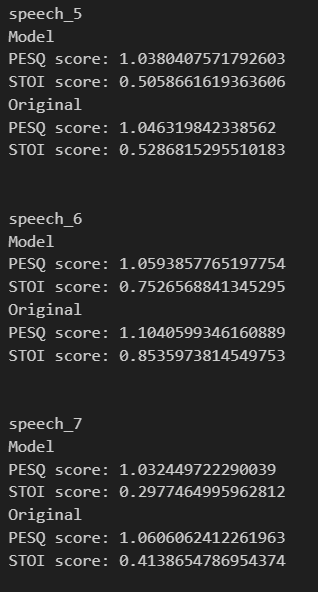 speech_5
Model
PESQ score: 1.0380407571792603
STOI score: 0.5058661619363606
Original
PESQ score: 1.046319842338562
STOI score: 0.5286815295510183
speech_6
Model
PESQ score: 1.0593857765197754
STOI score: 0.7526568841345295
Original
PESQ score: 1.1040599346160889
STOI score: 0.8535973814549753
speech_7
Model
PESQ score: 1.032449722290039
STOI score: 0.2977464995962812
Original
PESQ score: 1.0606062412261963
STOI score: 0.4138654786954374